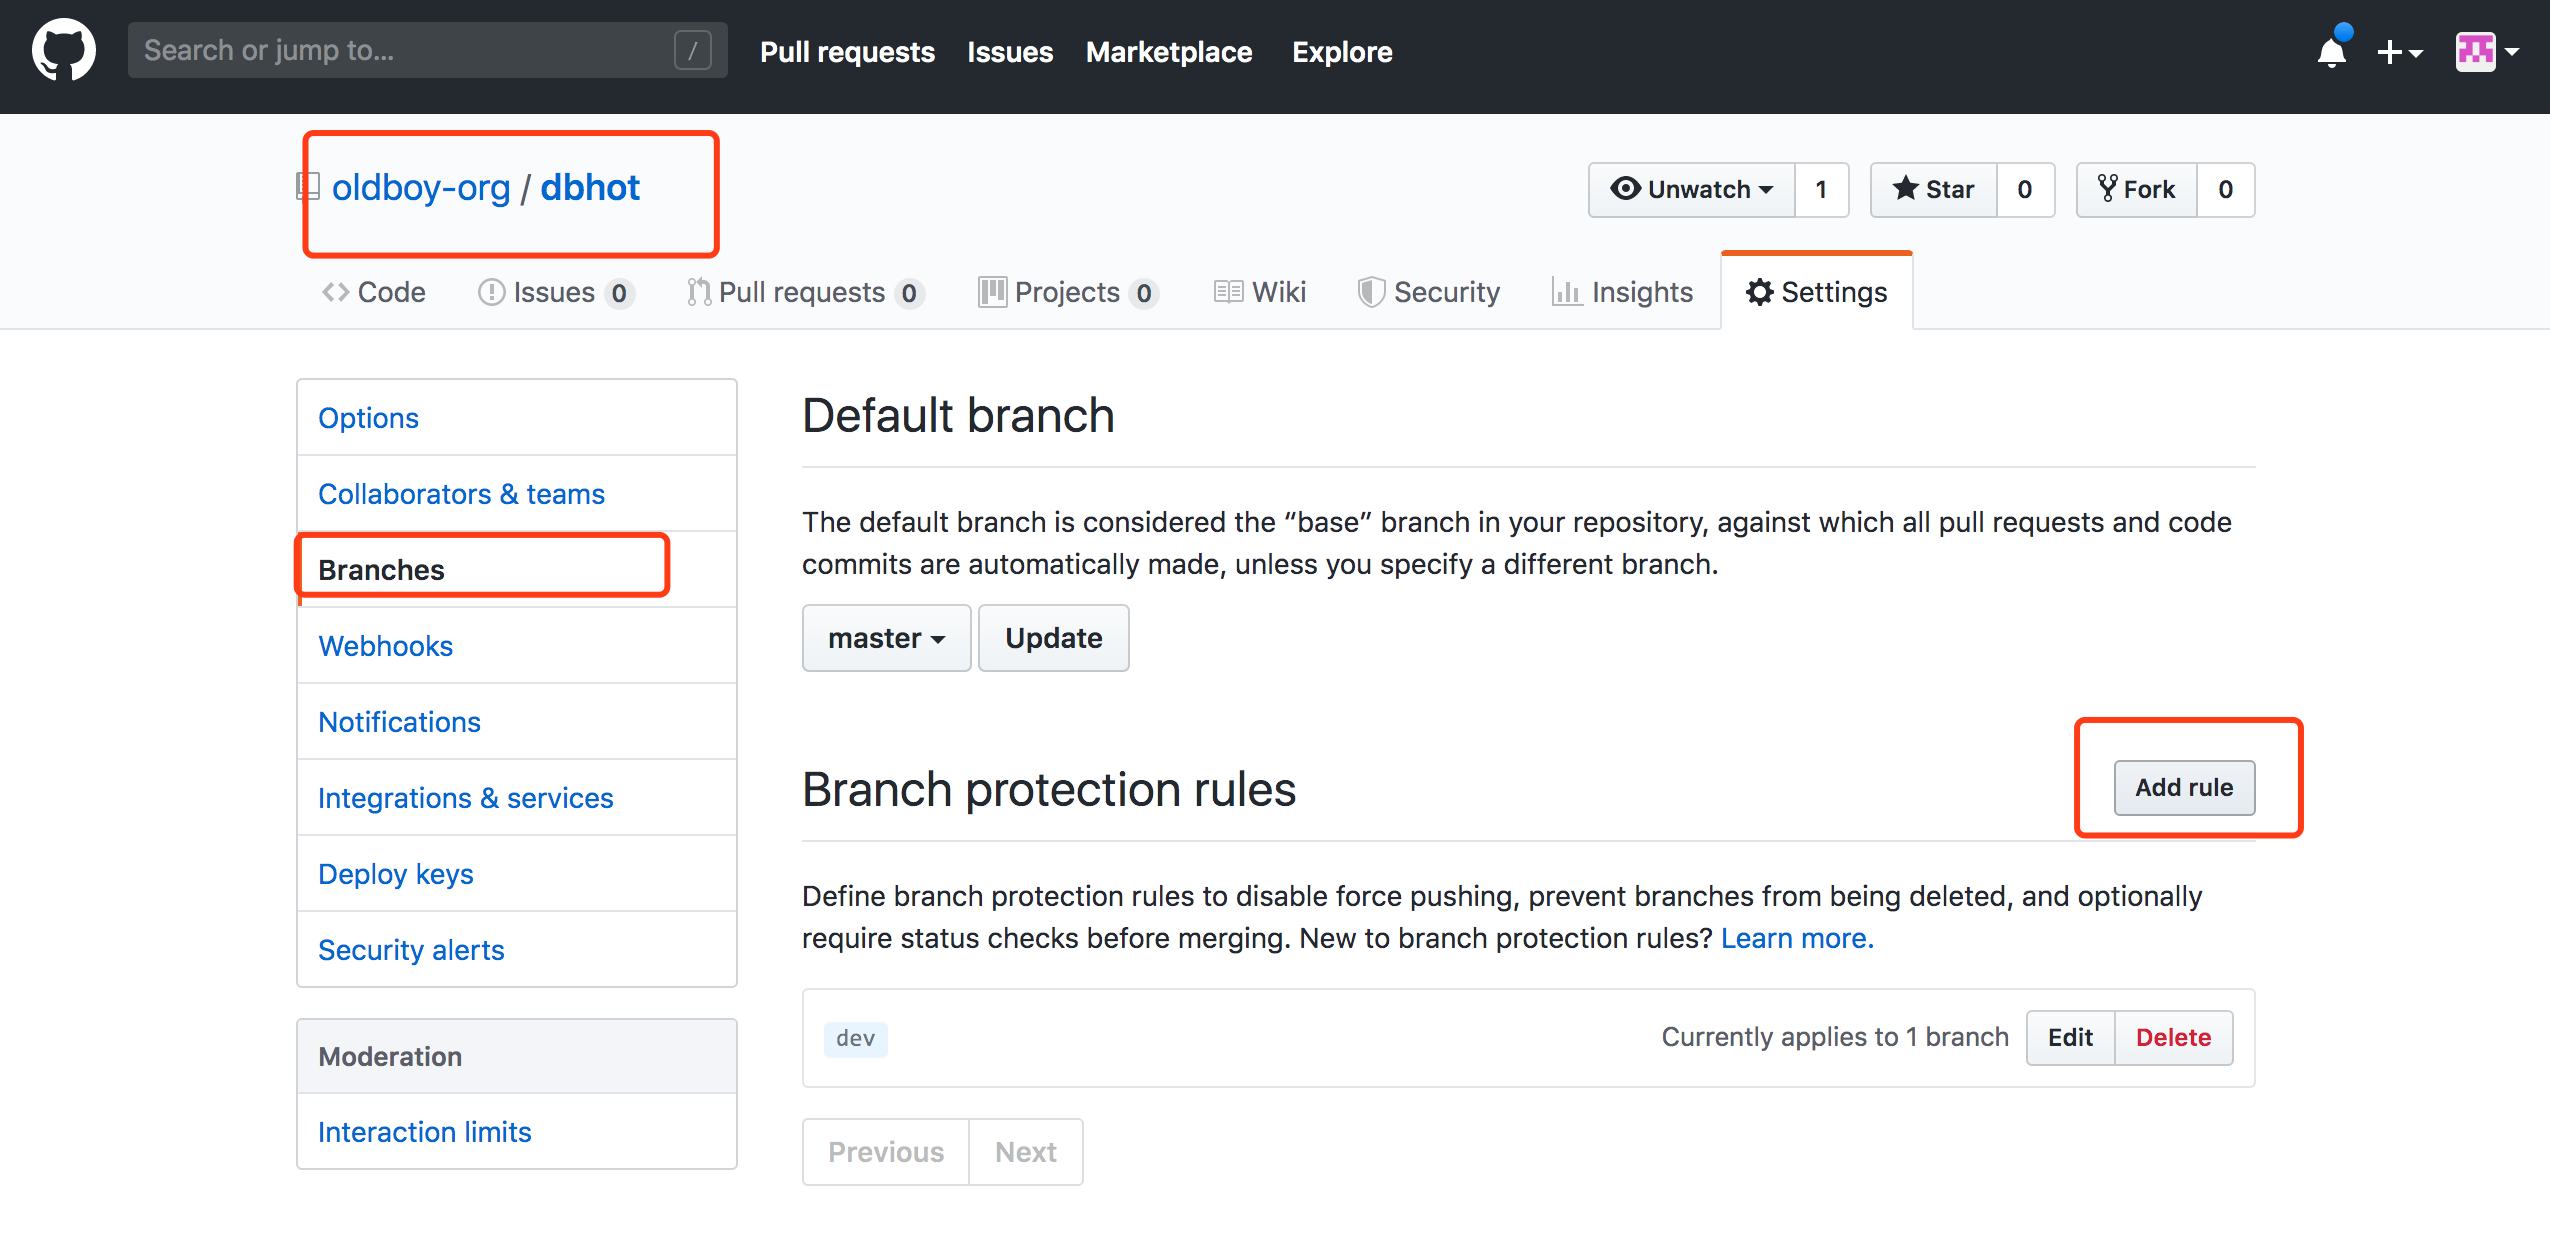 Search or jump to... / Pull requests Issues Marketplace Explore
oldboy-org / dbhot Unwatch 1 Star 0 Fork 0
Code Issues 0 Pull requests 0 Projects 0 Wiki Security Insights Settings
Options
Collaborators & teams
Branches
Webhooks
Notifications
Integrations & services
Deploy keys
Security alerts
Moderation
Interaction limits
Default branch
The default branch is considered the “base” branch in your repository, against which all pull requests and code
commits are automatically made, unless you specify a different branch.
master Update
Branch protection rules Add rule
Define branch protection rules to disable force pushing, prevent branches from being deleted, and optionally
require status checks before merging. New to branch protection rules? Learn more.
dev Currently applies to 1 branch Edit Delete
Previous Next